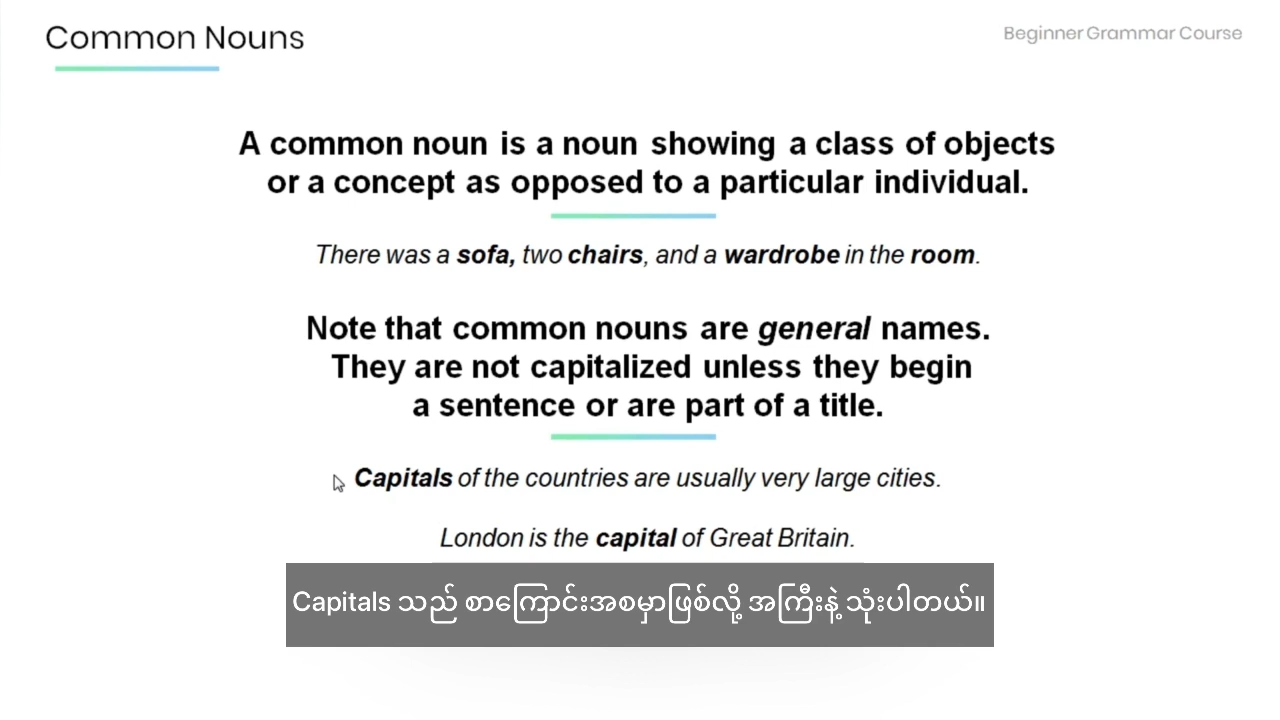 Common Nouns
Beginner Grammar Course
A common noun is a noun showing a class of objects
or a concept as opposed to a particular individual.
There was a sofa, two chairs, and a wardrobe in the room.
Note that common nouns are general names.
They are not capitalized unless they begin
a sentence or are part of a title.
Capitals of the countries are usually very large cities.
London is the capital of Great Britain.
Capitals သည် စာကြောင်းအစမှာဖြစ်လို့ အကြီးနဲ့ သုံးပါတယ်။